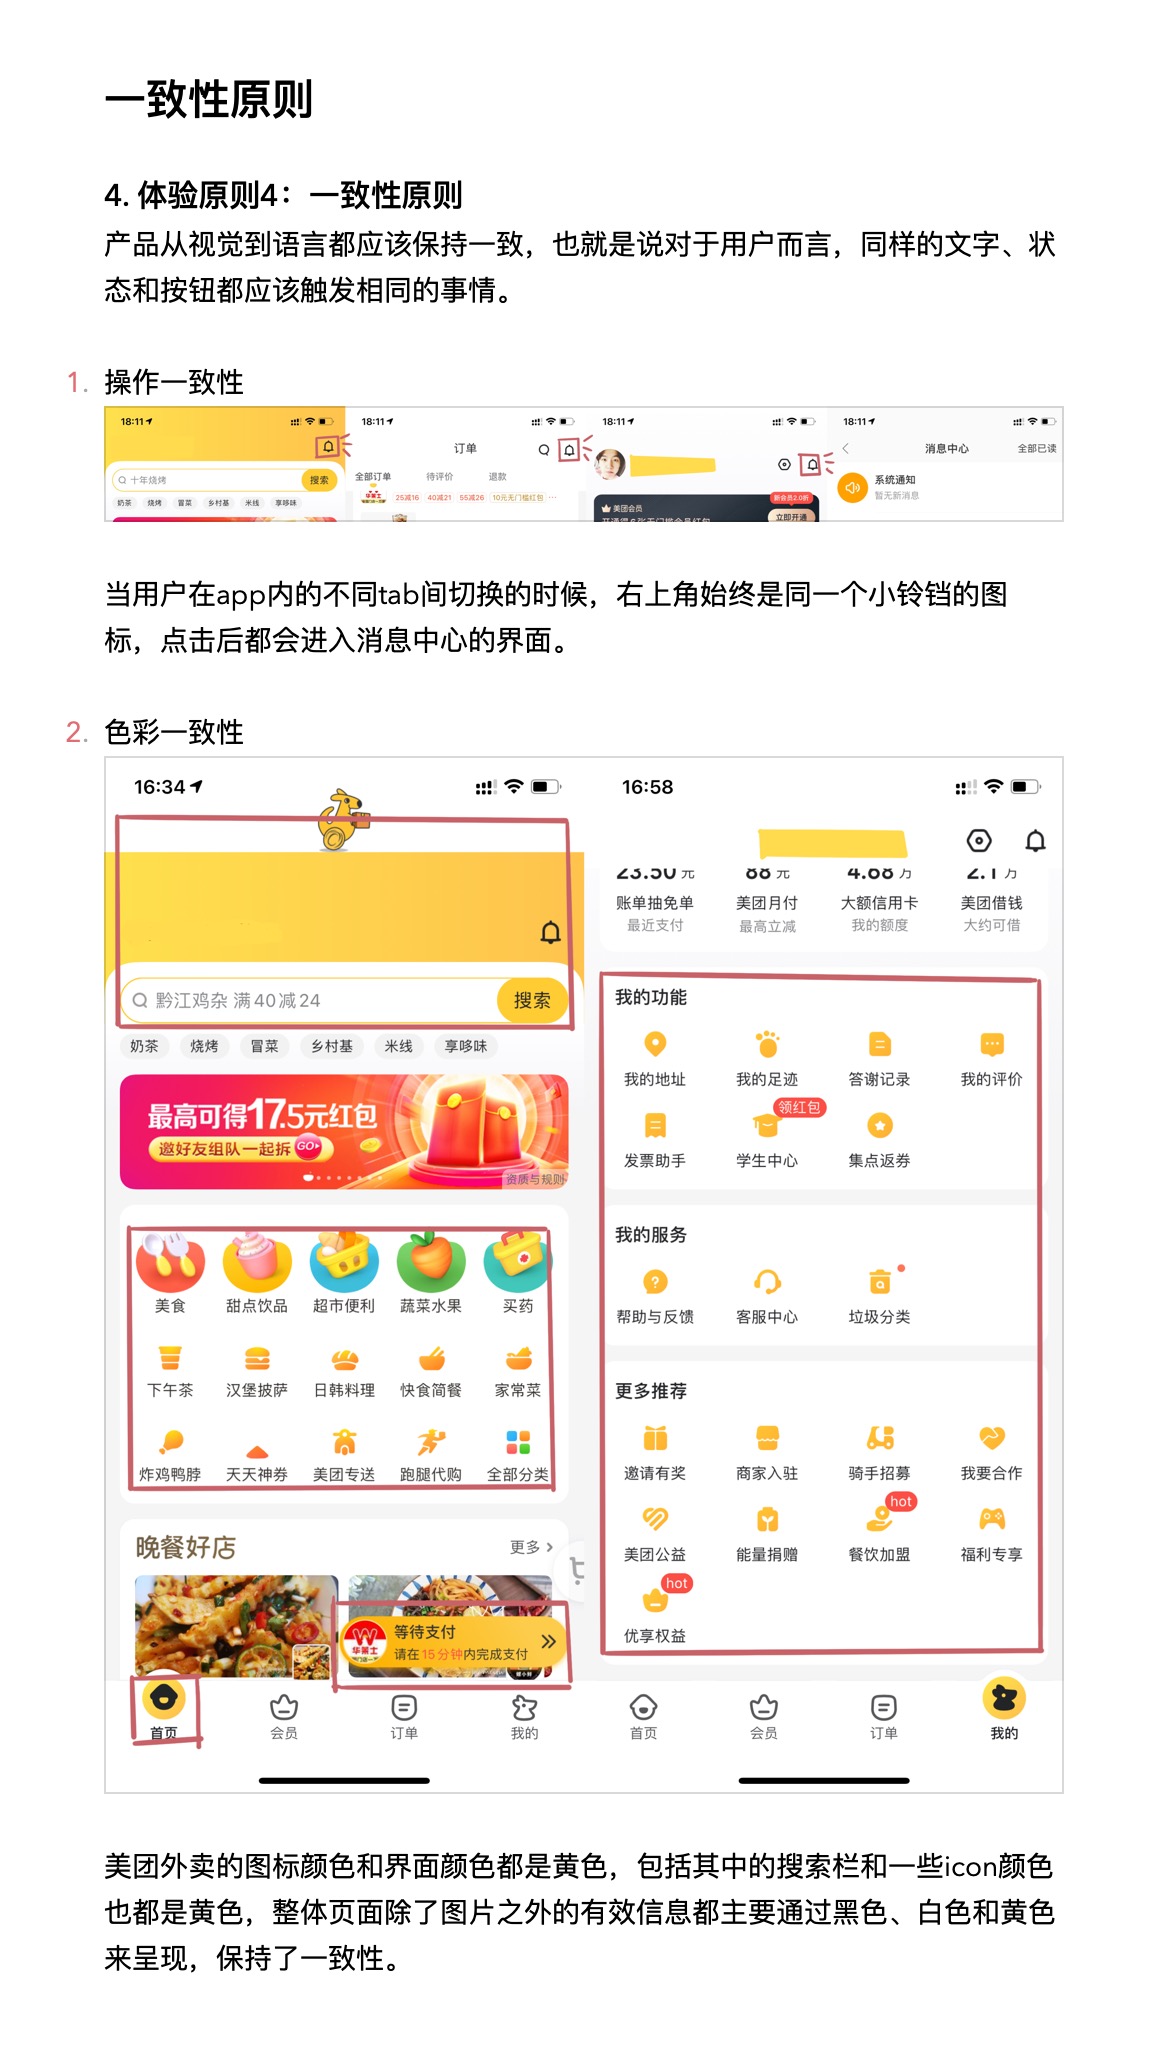 一致性原则
4. 体验原则4：一致性原则
产品从视觉到语言都应该保持一致，也就是说对于用户而言，同样的文字、状
态和按钮都应该触发相同的事情。
1. 操作一致性
18:11
十年烧烤 搜索
奶茶 烧烤 冒菜 乡村基 米线 享哆味
18:11
订单
全部订单 待评价 退款
华莱士 25减16 40减21 55减26 10元无门槛红包 ···
18:11
美团会员
新会员2.0折
立即开通
18:11
消息中心 全部已读
系统通知
暂无新消息
当用户在app内的不同tab间切换的时候，右上角始终是同一个小铃铛的图
标，点击后都会进入消息中心的界面。
2. 色彩一致性
16:34
黔江鸡杂 满40减24 搜索
奶茶 烧烤 冒菜 乡村基 米线 享哆味
最高可得17.5元红包
邀好友组队一起拆 GO
资质与规则
美食 甜点饮品 超市便利 蔬菜水果 买药
下午茶 汉堡披萨 日韩料理 快食简餐 家常菜
炸鸡鸭脖 天天神券 美团专送 跑腿代购 全部分类
晚餐好店 更多
华莱士
等待支付
请在15分钟内完成支付
首页 会员 订单 我的
16:58
23.50元 88元 4.68万 2.1万
账单抽免单 美团月付 大额信用卡 美团借钱
最近支付 最高立减 我的额度 大约可借
我的功能
我的地址 我的足迹 答谢记录 我的评价
领红包
发票助手 学生中心 集点返券
我的服务
帮助与反馈 客服中心 垃圾分类
更多推荐
邀请有奖 商家入驻 骑手招募 我要合作
hot
美团公益 能量捐赠 餐饮加盟 福利专享
hot
优享权益
首页 会员 订单 我的
美团外卖的图标颜色和界面颜色都是黄色，包括其中的搜索栏和一些icon颜色
也都是黄色，整体页面除了图片之外的有效信息都主要通过黑色、白色和黄色
来呈现，保持了一致性。